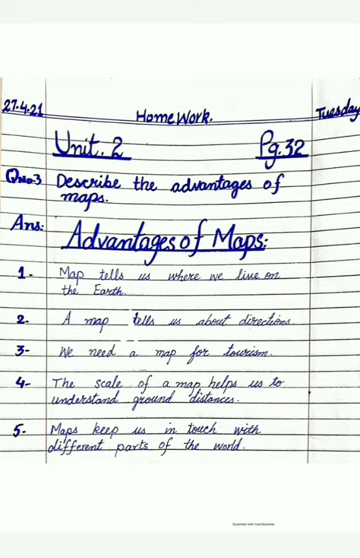 27.4.21 Home Work. Tuesday
Unit. 2 Pg.32
Qno3 Describe the advantages of
maps.
Ans: Advantages of Maps:
1- Map tells us where we live on
the Earth.
2- A map tells us about directions.
3- We need a map for tourism.
4- The scale of a map helps us to
understand ground distances.
5- Maps keep us in touch with
different parts of the world.
Scanned with CamScanner